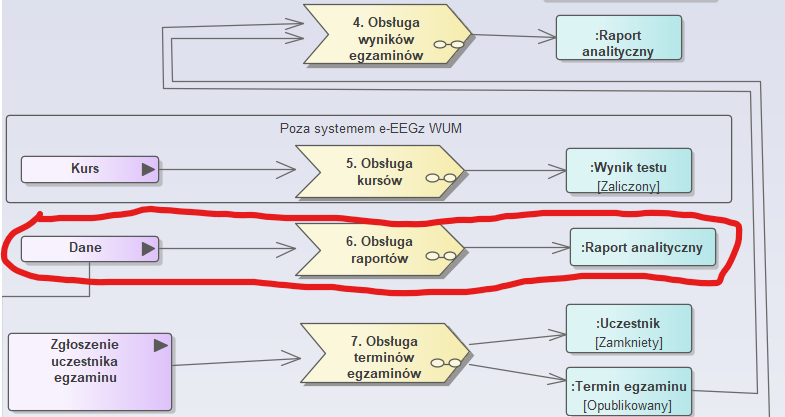 4. Obsługa
wyników
egzaminów
:Raport
analityczny
Poza systemem e-EEGz WUM
Kurs
5. Obsługa
kursów
:Wynik testu
[Zaliczony]
Dane
6. Obsługa
raportów
:Raport analityczny
Zgłoszenie
uczestnika
egzaminu
7. Obsługa
terminów
egzaminów
:Uczestnik
[Zamkniety]
:Termin egzaminu
[Opublikowany]